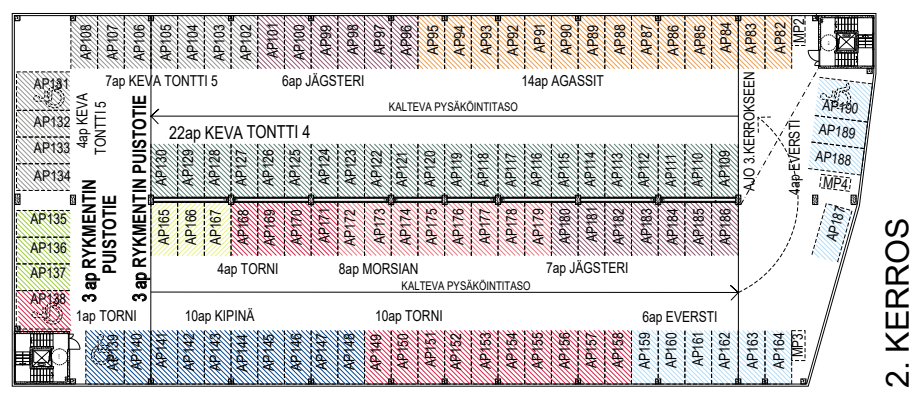 AP108
AP107
AP106
AP105
AP104
AP103
AP102
AP101
AP100
AP99
AP98
AP97
AP96
AP95
AP94
AP93
AP92
AP91
AP90
AP89
AP88
AP87
AP86
AP85
AP84
AP83
AP82
MP2
7ap KEVA TONTTI 5
6ap JÄGSTERI
14ap AGASSIT
AP131
AP132
AP133
AP134
4ap KEVA
TONTTI 5
3 ap RYKMENTIN
PUISTOTIE
3 ap RYKMENTIN PUISTOTIE
KALTEVA PYSÄKÖINTITASO
22ap KEVA TONTTI 4
AP130
AP129
AP128
AP127
AP126
AP125
AP124
AP123
AP122
AP121
AP120
AP119
AP118
AP117
AP116
AP115
AP114
AP113
AP112
AP111
AP110
AP109
AJO 3.KERROKSEEN
4ap EVERSTI
AP190
AP189
AP188
MP4
AP187
AP135
AP136
AP137
AP138
AP165
AP166
AP167
AP168
AP169
AP170
AP171
AP172
AP173
AP174
AP175
AP176
AP177
AP178
AP179
AP180
AP181
AP182
AP183
AP184
AP185
AP186
4ap TORNI
8ap MORSIAN
7ap JÄGSTERI
KALTEVA PYSÄKÖINTITASO
1ap TORNI
10ap KIPINÄ
10ap TORNI
6ap EVERSTI
AP139
AP140
AP141
AP142
AP143
AP144
AP145
AP146
AP147
AP148
AP149
AP150
AP151
AP152
AP153
AP154
AP155
AP156
AP157
AP158
AP159
AP160
AP161
AP162
AP163
AP164
MP3
2. KERROS